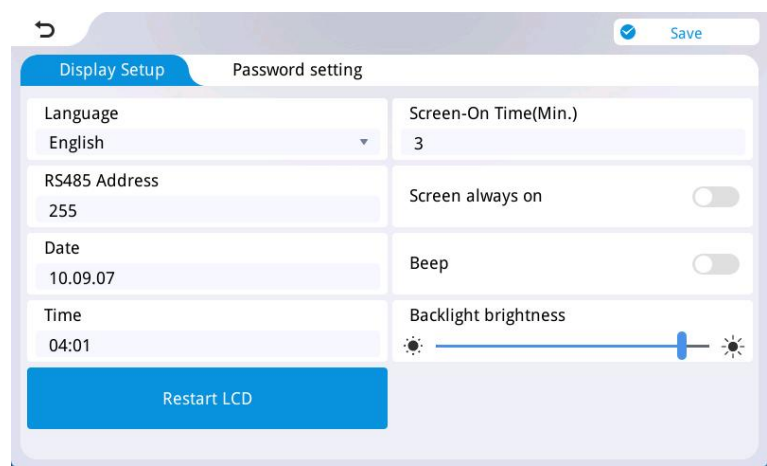 Save
Display Setup
Password setting
Language
English
Screen-On Time(Min.)
3
RS485 Address
255
Screen always on
Date
10.09.07
Beep
Time
04:01
Backlight brightness
Restart LCD